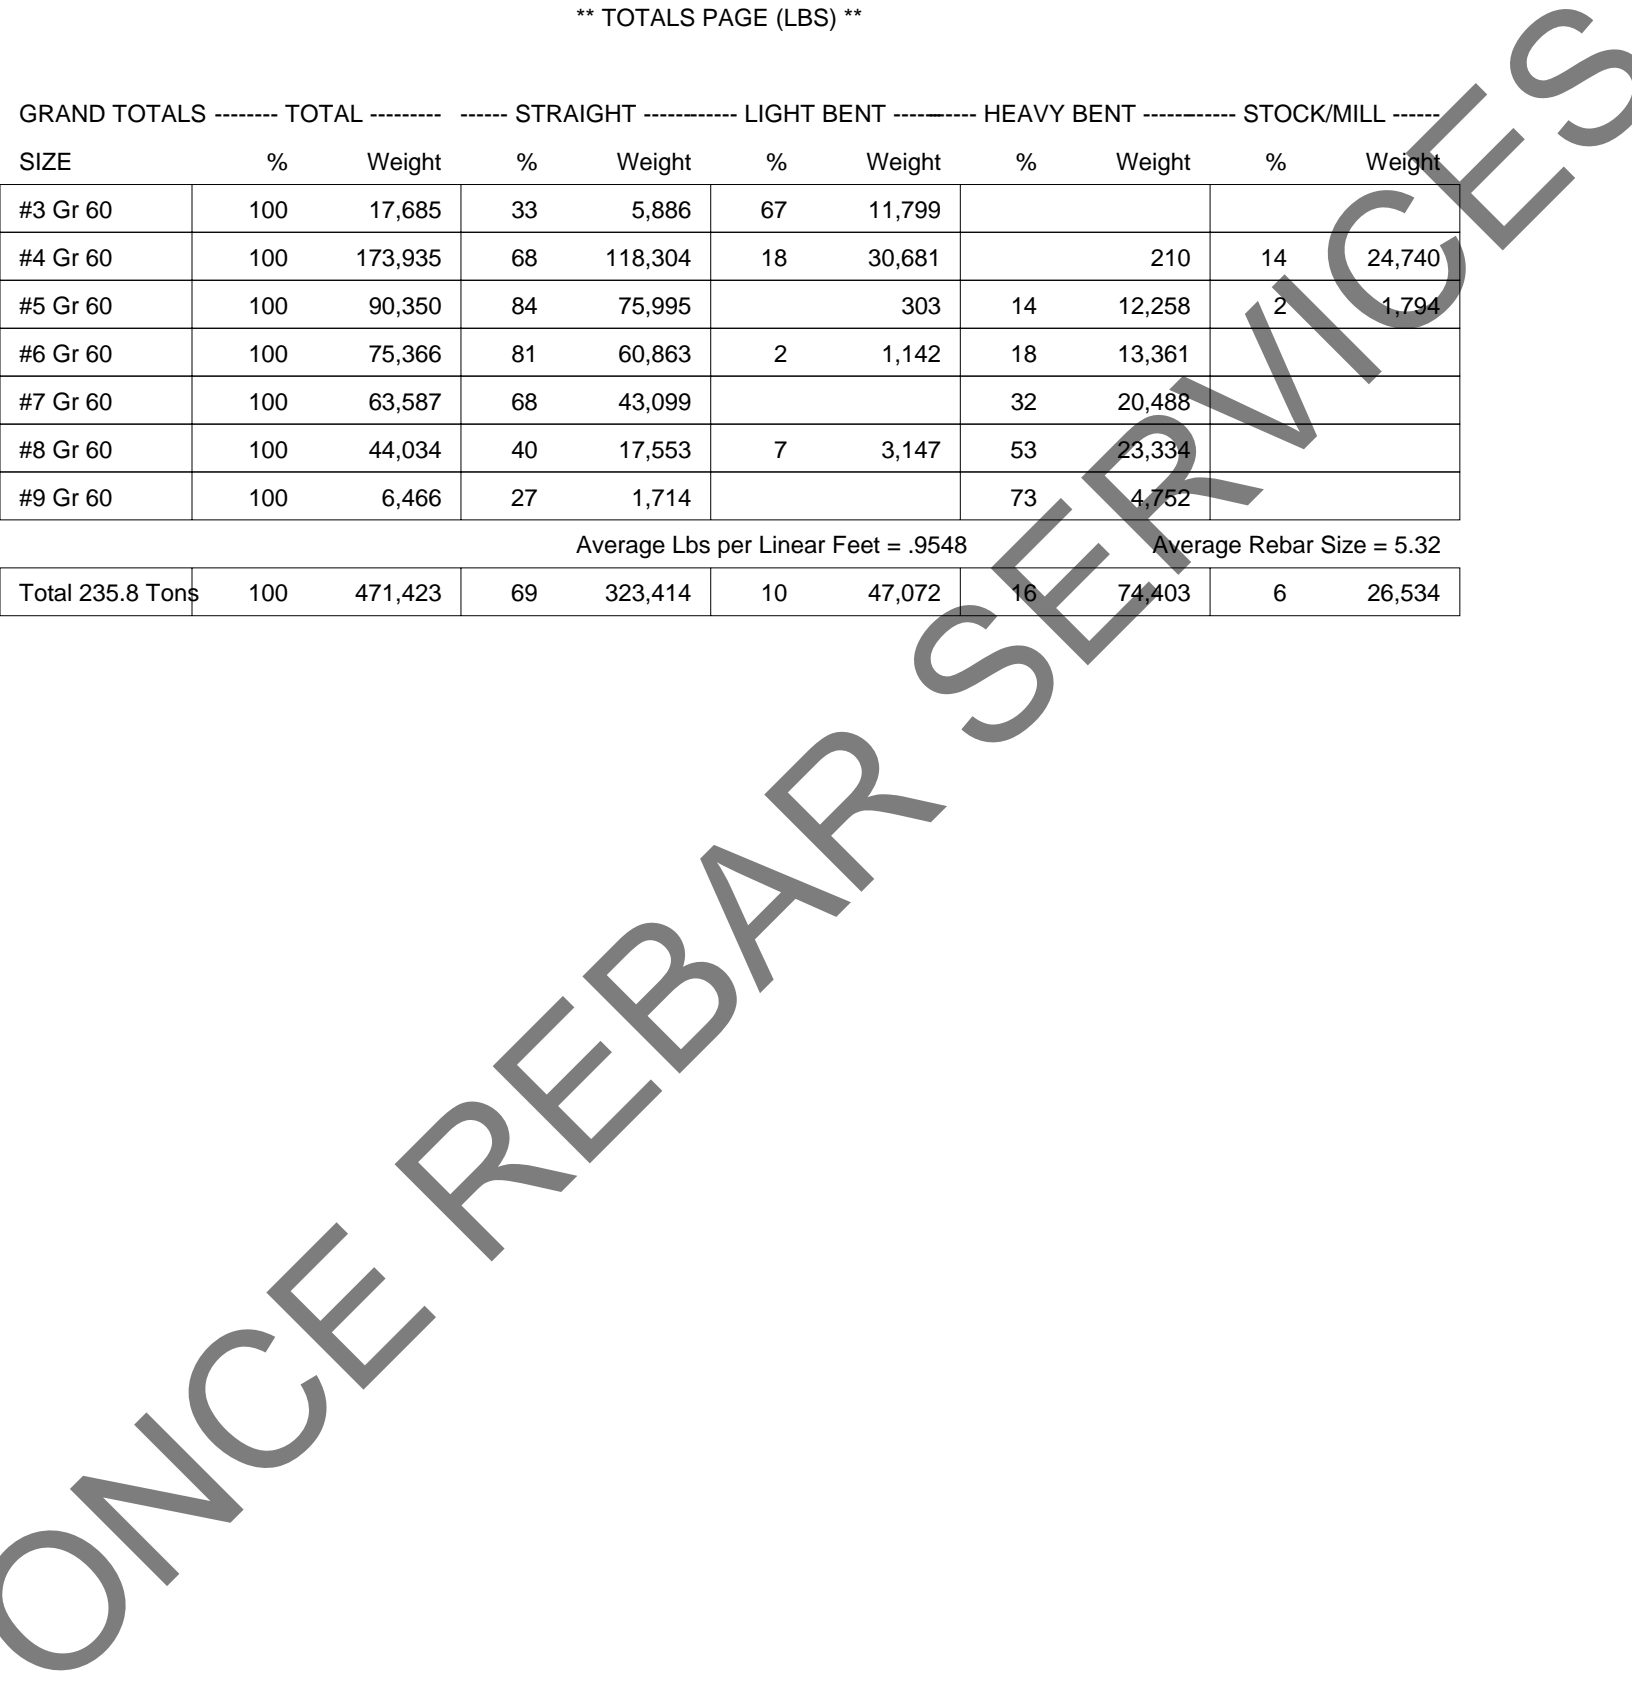 ** TOTALS PAGE (LBS) **
GRAND TOTALS -------- TOTAL --------- ------ STRAIGHT ------------ LIGHT BENT ------------ HEAVY BENT ------------ STOCK/MILL ------
SIZE % Weight % Weight % Weight % Weight % Weight
#3 Gr 60 100 17,685 33 5,886 67 11,799
#4 Gr 60 100 173,935 68 118,304 18 30,681 210 14 24,740
#5 Gr 60 100 90,350 84 75,995 303 14 12,258 2 1,794
#6 Gr 60 100 75,366 81 60,863 2 1,142 18 13,361
#7 Gr 60 100 63,587 68 43,099 32 20,488
#8 Gr 60 100 44,034 40 17,553 7 3,147 53 23,334
#9 Gr 60 100 6,466 27 1,714 73 4,752
Average Lbs per Linear Feet = .9548 Average Rebar Size = 5.32
Total 235.8 Tons 100 471,423 69 323,414 10 47,072 16 74,403 6 26,534
ONCE REBAR SERVICES